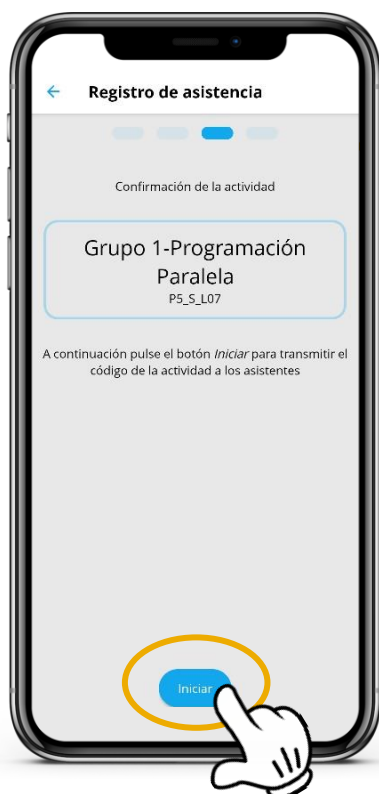 Registro de asistencia
Confirmación de la actividad
Grupo 1-Programación
Paralela
P5_S_L07
A continuación pulse el botón Iniciar para transmitir el
código de la actividad a los asistentes
Iniciar